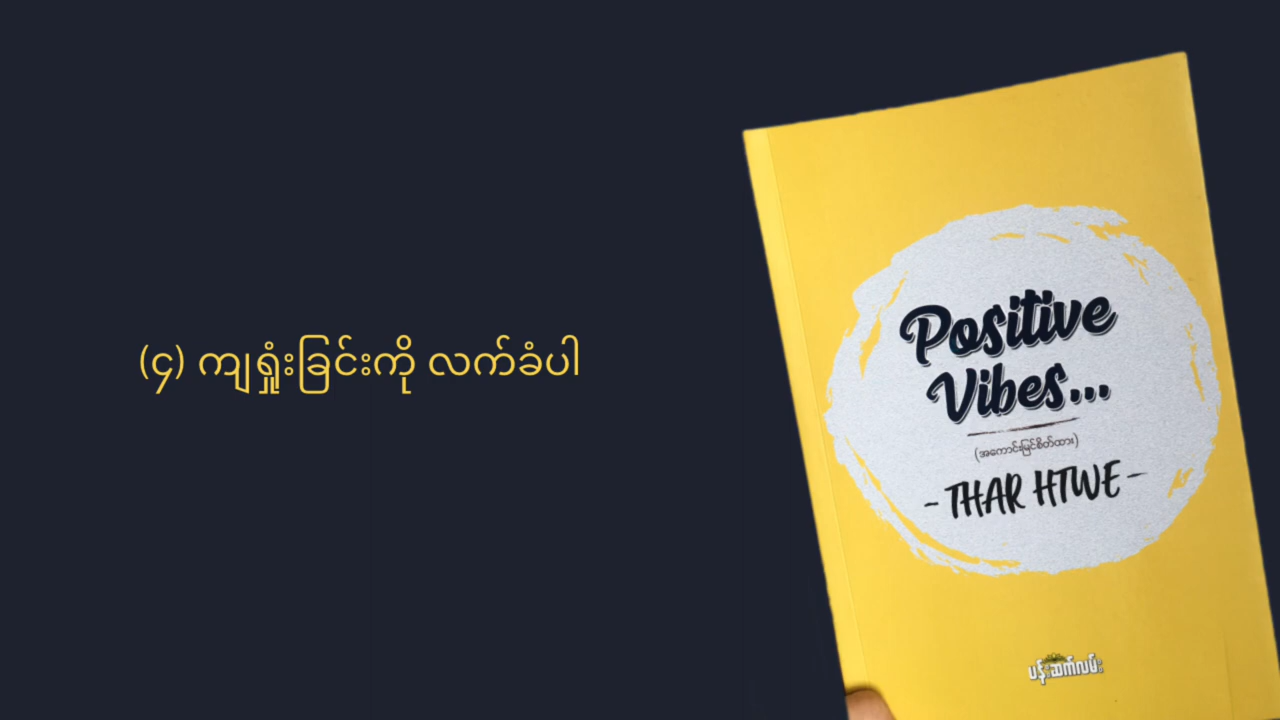 (၄) ကျရှုံးခြင်းကို လက်ခံပါ
Positive
Vibes...
(အကောင်းမြင်စိတ်ထား)
- THAR HTWE -
ပန်းဆက်လမ်း